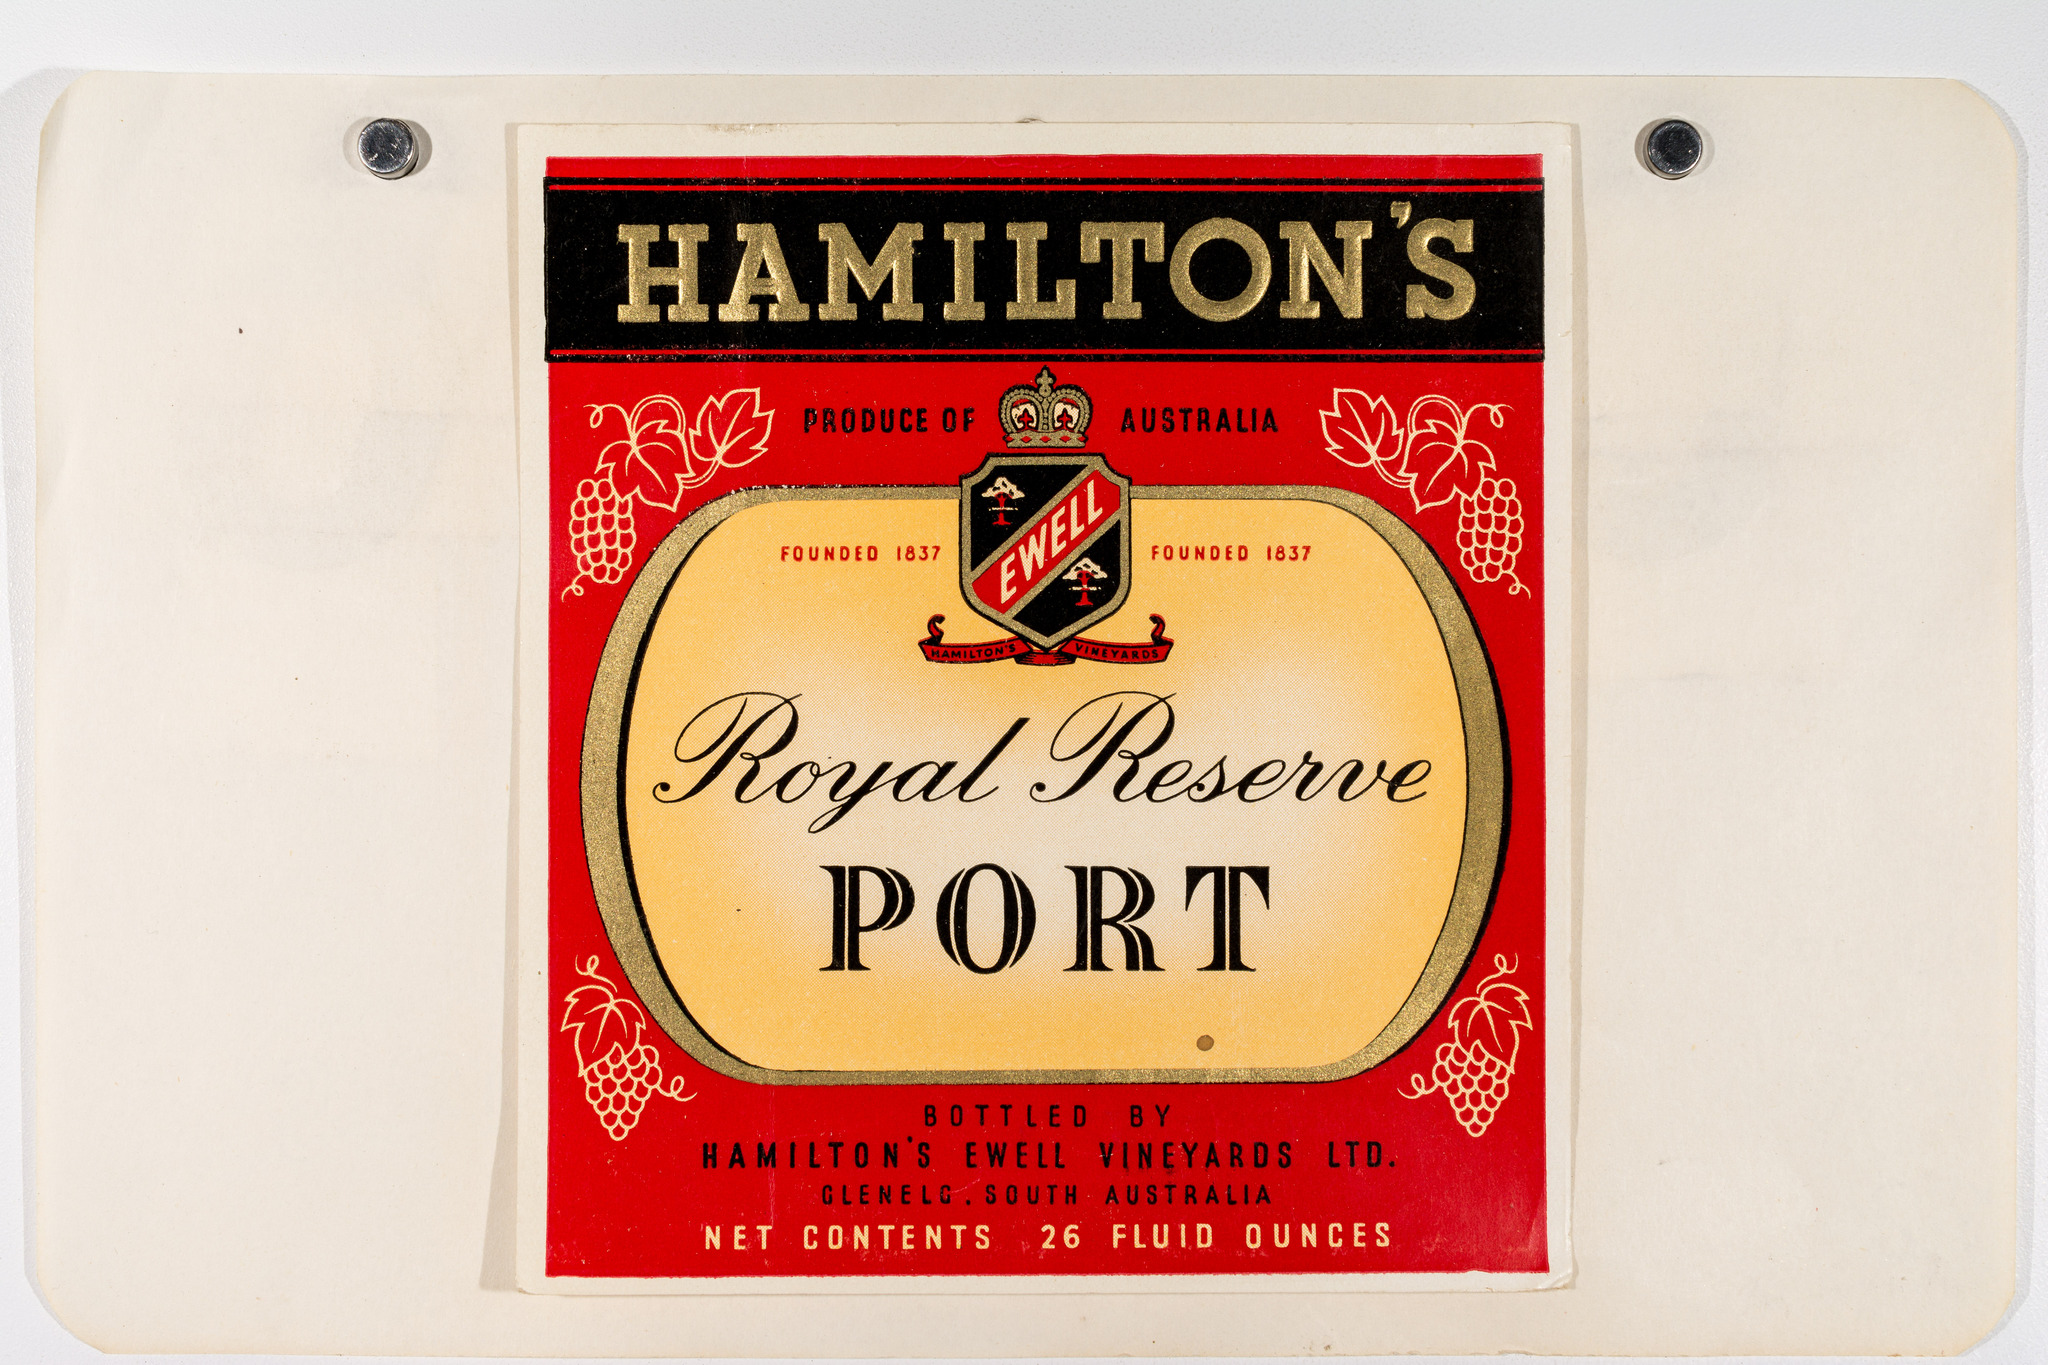 HAMILTON'S
PRODUCE OF AUSTRALIA
EWELL
FOUNDED 1837 FOUNDED 1837
HAMILTON'S VINEYARDS
Royal Reserve
PORT
BOTTLED BY
HAMILTON'S EWELL VINEYARDS LTD.
GLENELG. SOUTH AUSTRALIA
NET CONTENTS 26 FLUID OUNCES